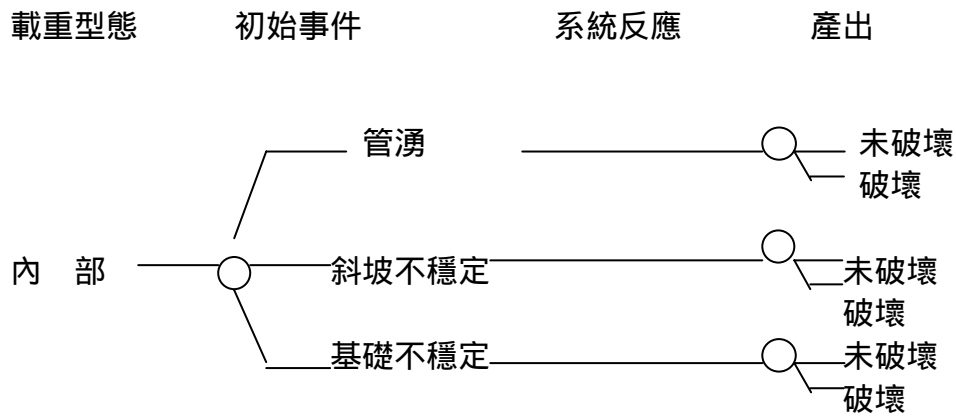 載重型態 初始事件 系統反應 產出
管湧 未破壞
破壞
內 部 斜坡不穩定 未破壞
破壞
基礎不穩定 未破壞
破壞